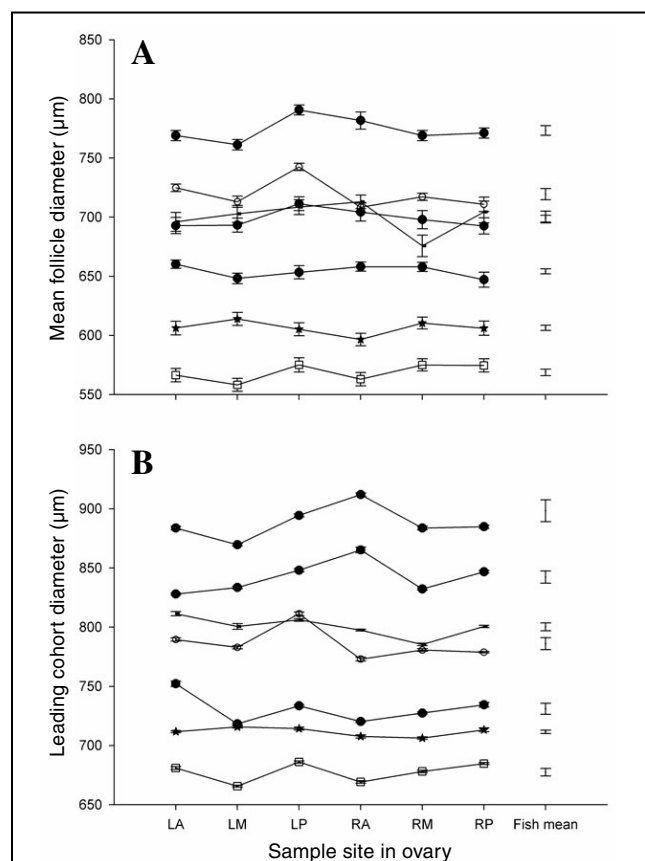 A
Mean follicle diameter (µm)
850
800
750
700
650
600
550
B
Leading cohort diameter (µm)
950
900
850
800
750
700
650
LA LM LP RA RM RP Fish mean
Sample site in ovary